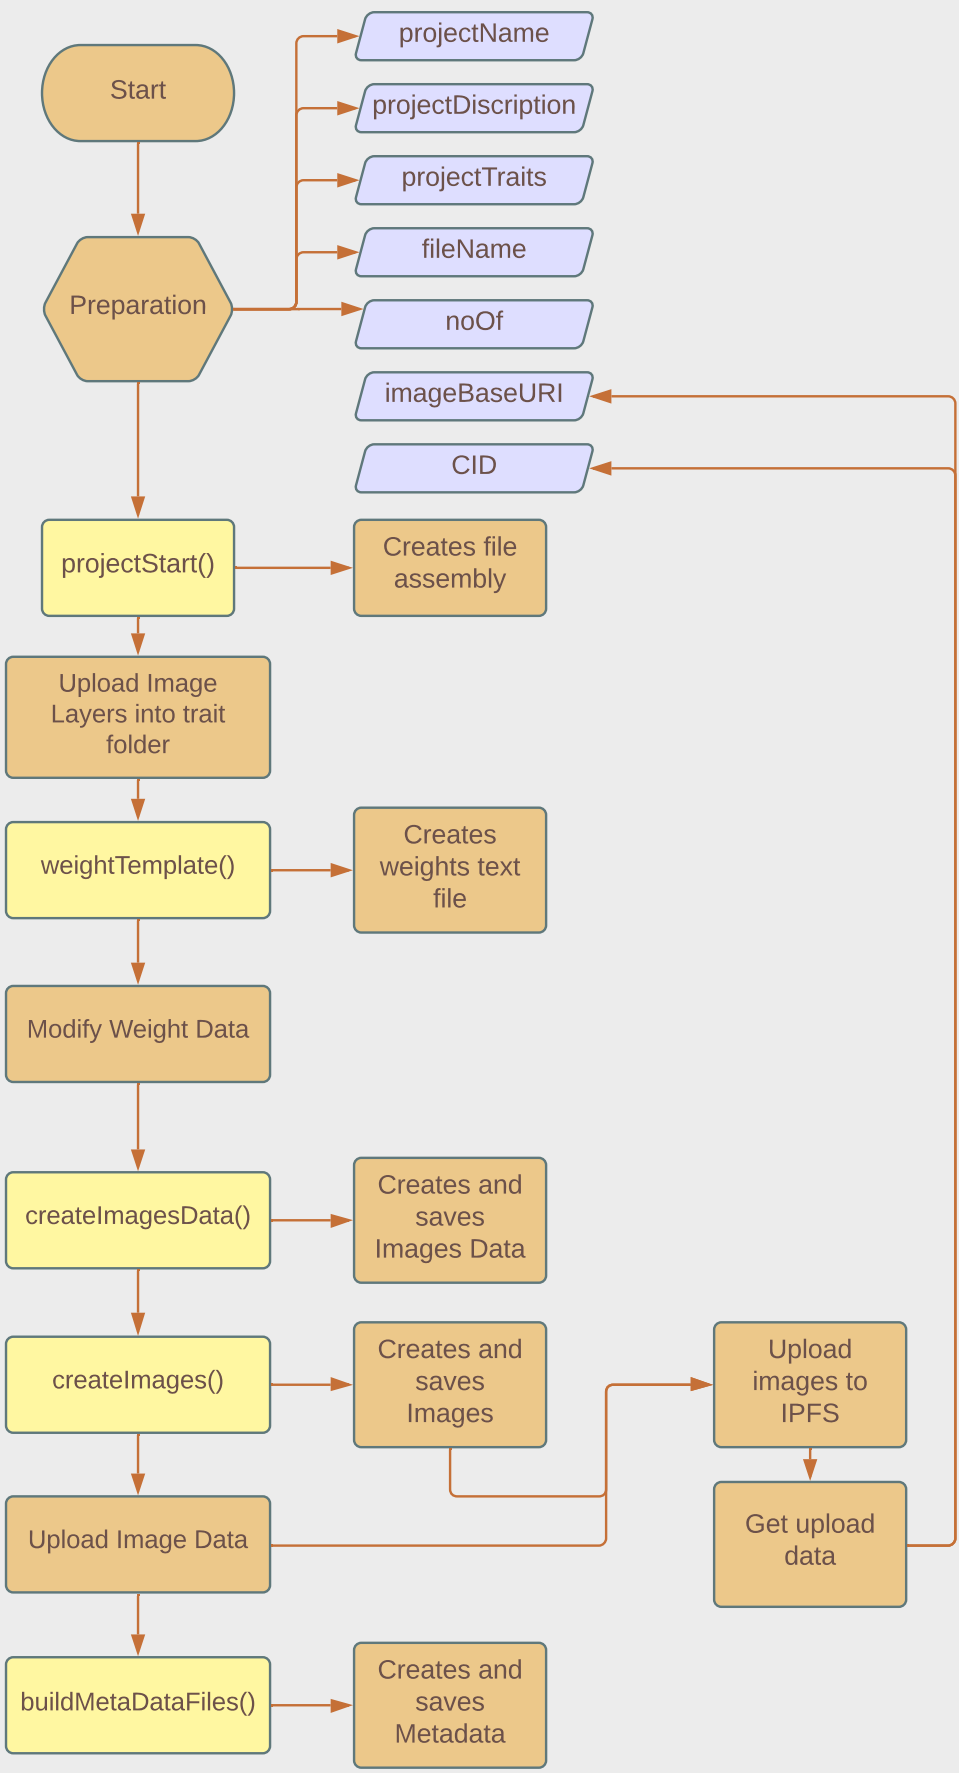 Start
Preparation
projectName
projectDiscription
projectTraits
fileName
noOf
imageBaseURI
CID
projectStart()
Creates file
assembly
Upload Image
Layers into trait
folder
weightTemplate()
Creates
weights text
file
Modify Weight Data
createImagesData()
Creates and
saves
Images Data
createImages()
Creates and
saves
Images
Upload
images to
IPFS
Upload Image Data
Get upload
data
buildMetaDataFiles()
Creates and
saves
Metadata